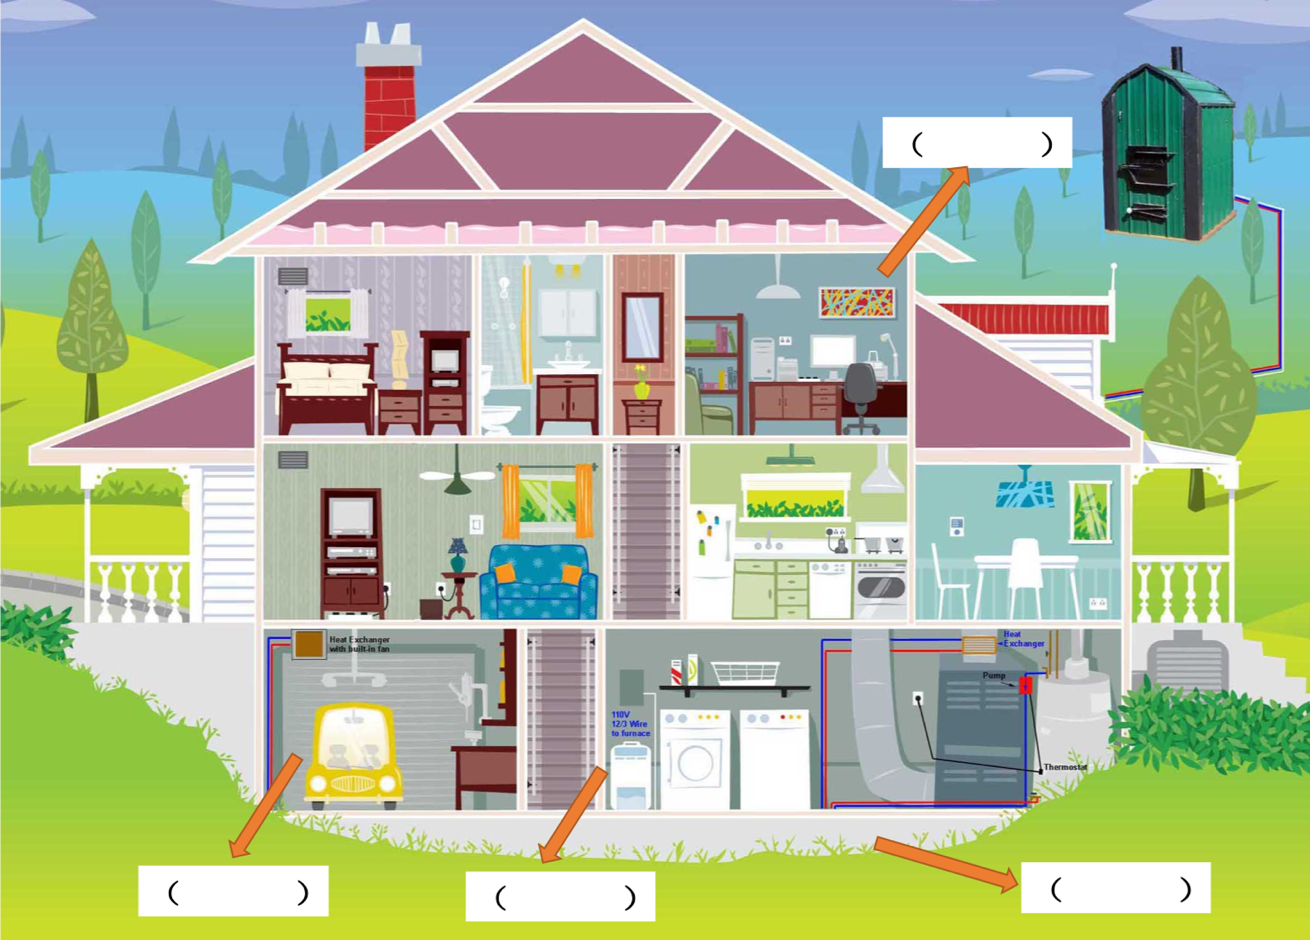 (          )
Heat Exchanger
with built-in fan
Heat
Exchanger
Pump
110V
12/3 Wire
to furnace
Thermostat
(          )
(          )
(          )